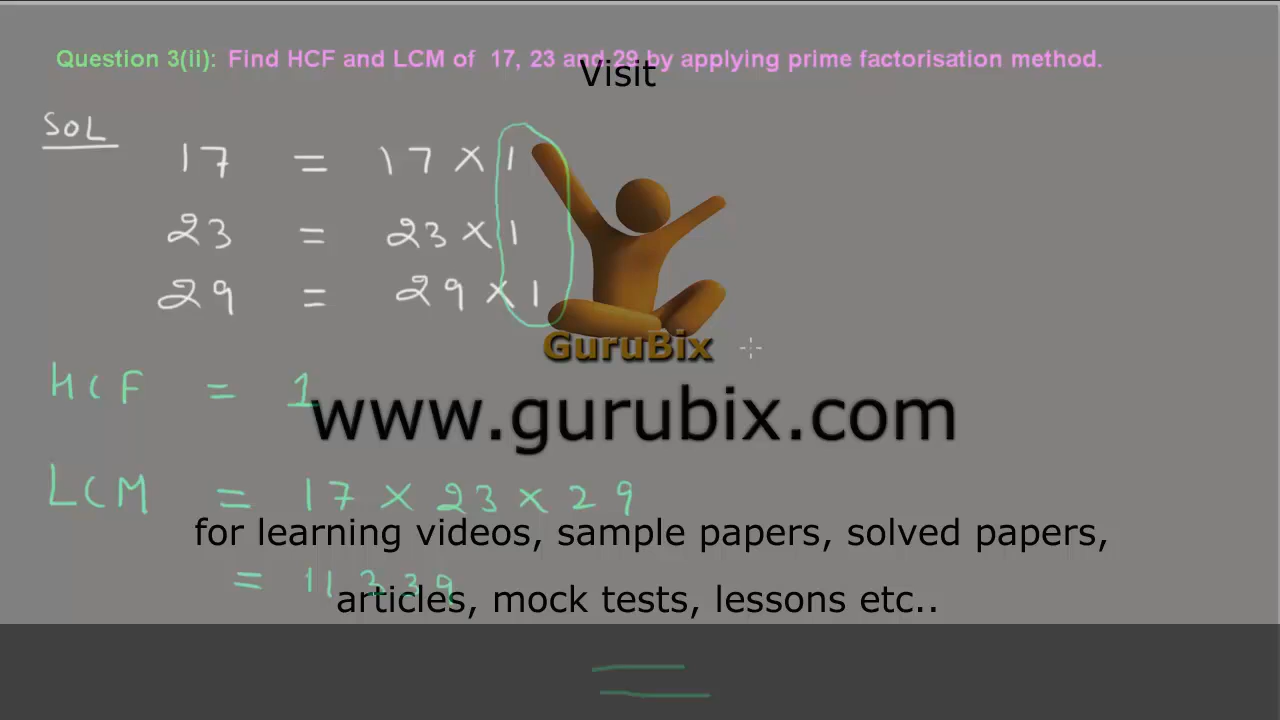 Question 3(ii): Find HCF and LCM of 17, 23 and 29 by applying prime factorisation method.
Visit
SOL
17 = 17 × 1
23 = 23 × 1
29 = 29 × 1
GuruBix
HCF = 1
www.gurubix.com
LCM = 17 × 23 × 29
for learning videos, sample papers, solved papers,
= 11339
articles, mock tests, lessons etc..